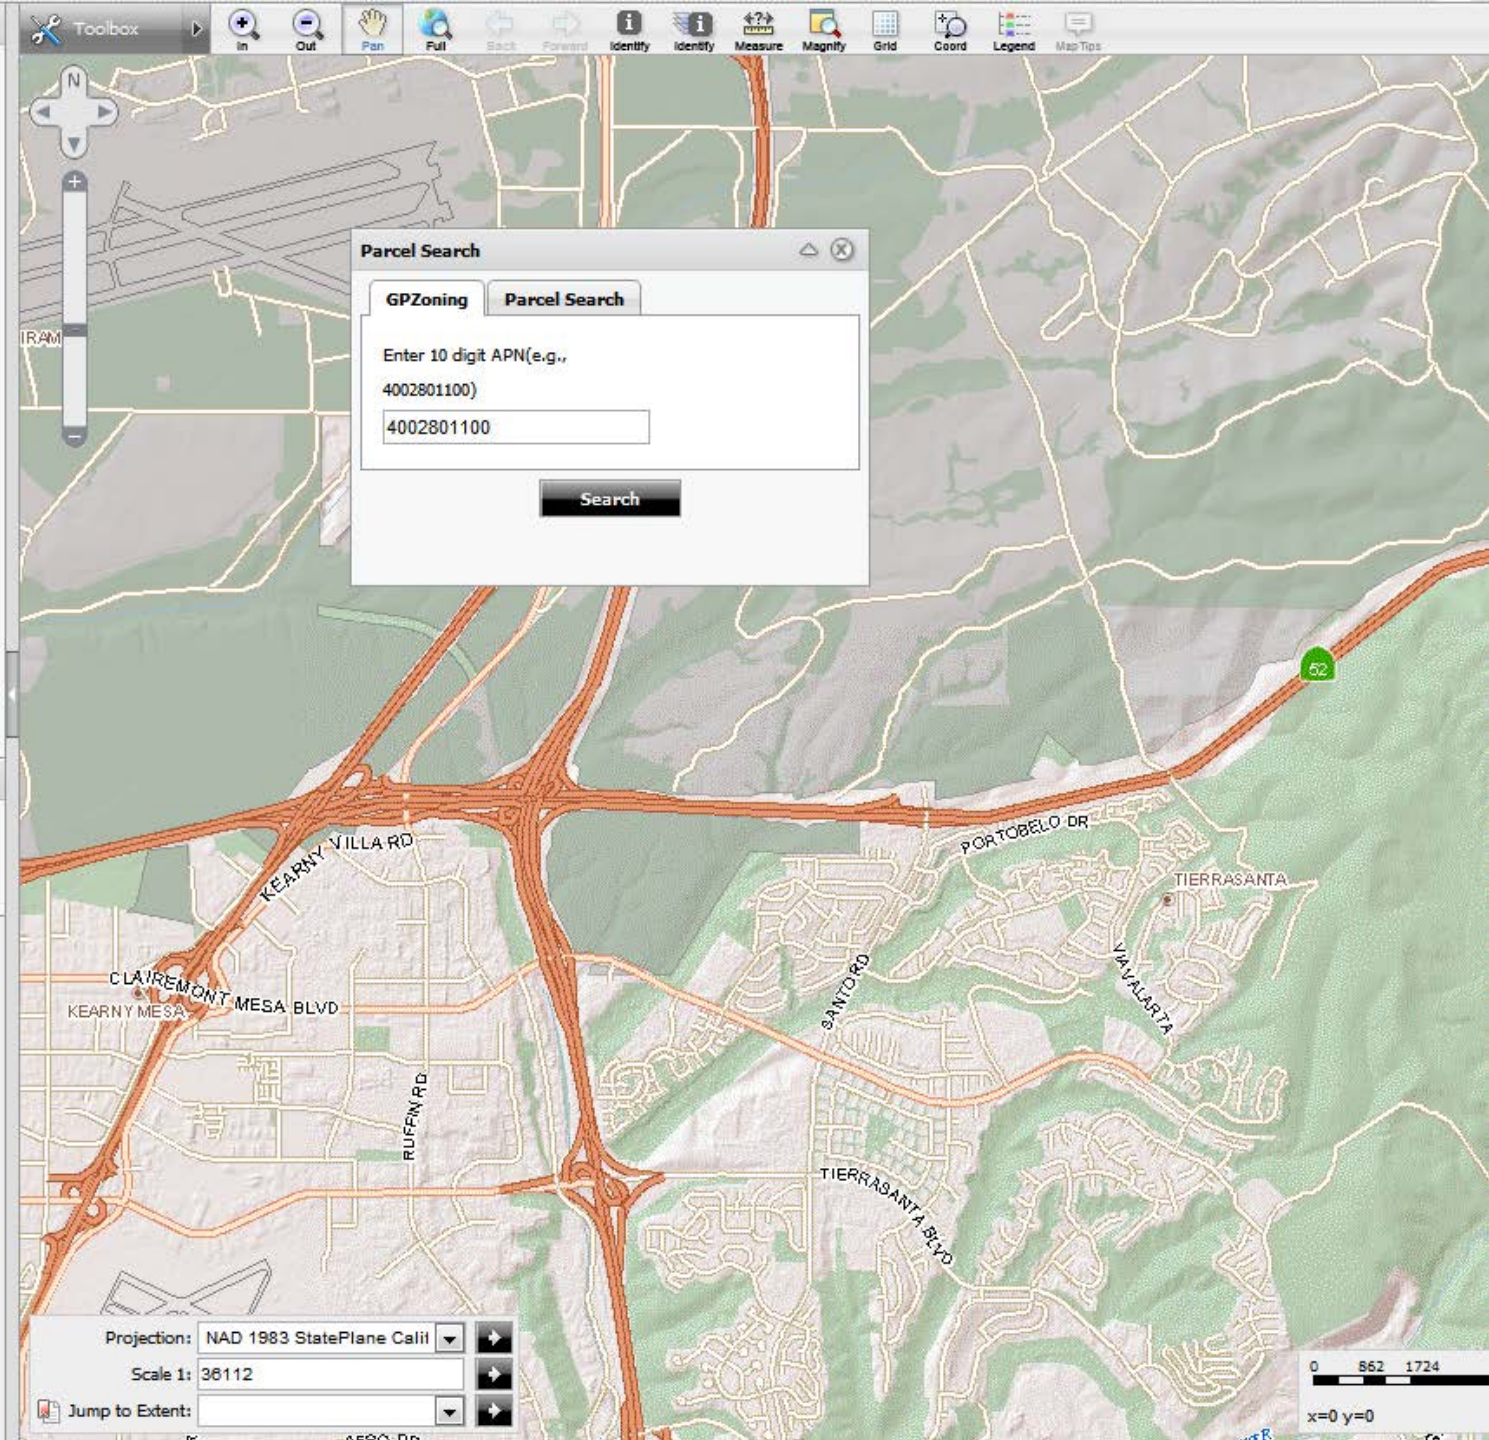 Toolbox
In Out Pan Full Back Forward Identify Identify Measure Magnify Grid Coord Legend MapTips
N
Parcel Search
GPZoning Parcel Search
Enter 10 digit APN(e.g.,
4002801100)
4002801100
Search
52
KEARNY VILLA RD
PORTOBELO DR
TIERRASANTA
CLAIREMONT MESA BLVD
KEARNY MESA
SANTO RD
VIA VALARTA
RUFFIN RD
TIERRASANTA BLVD
Projection: NAD 1983 StatePlane Calif
Scale 1: 36112
Jump to Extent:
0 862 1724
x=0 y=0